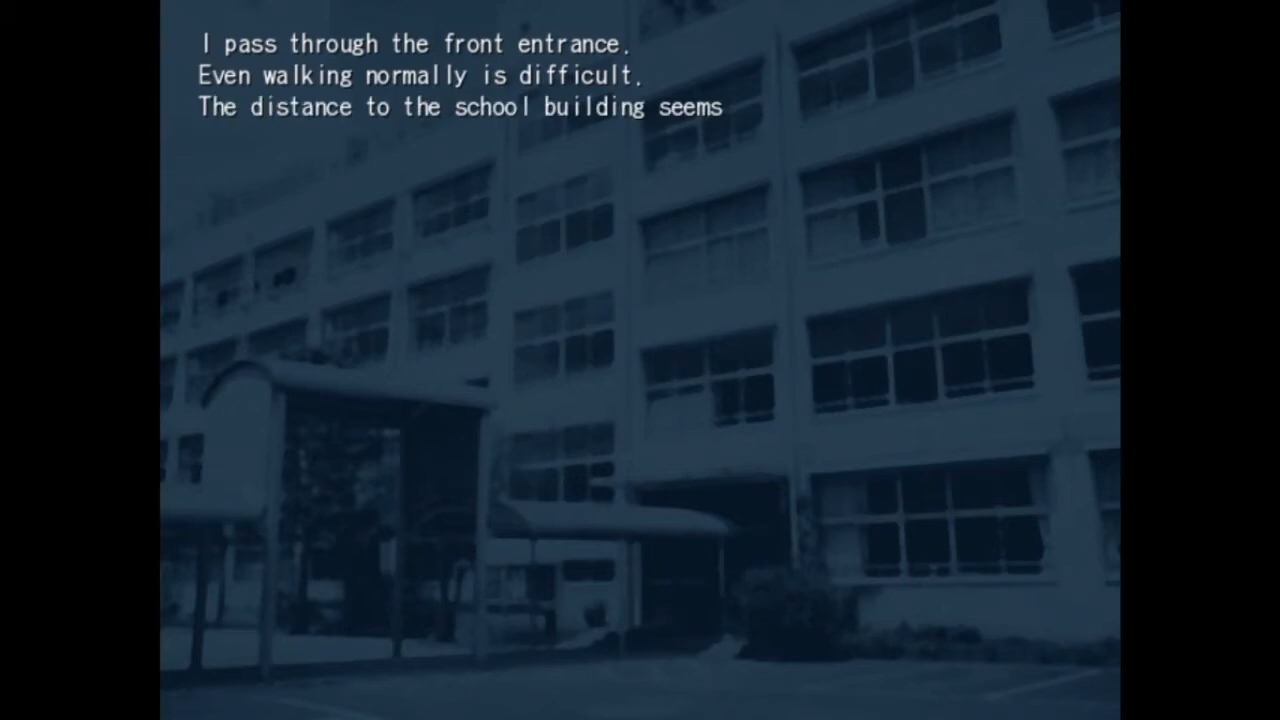 I pass through the front entrance.
Even walking normally is difficult.
The distance to the school building seems